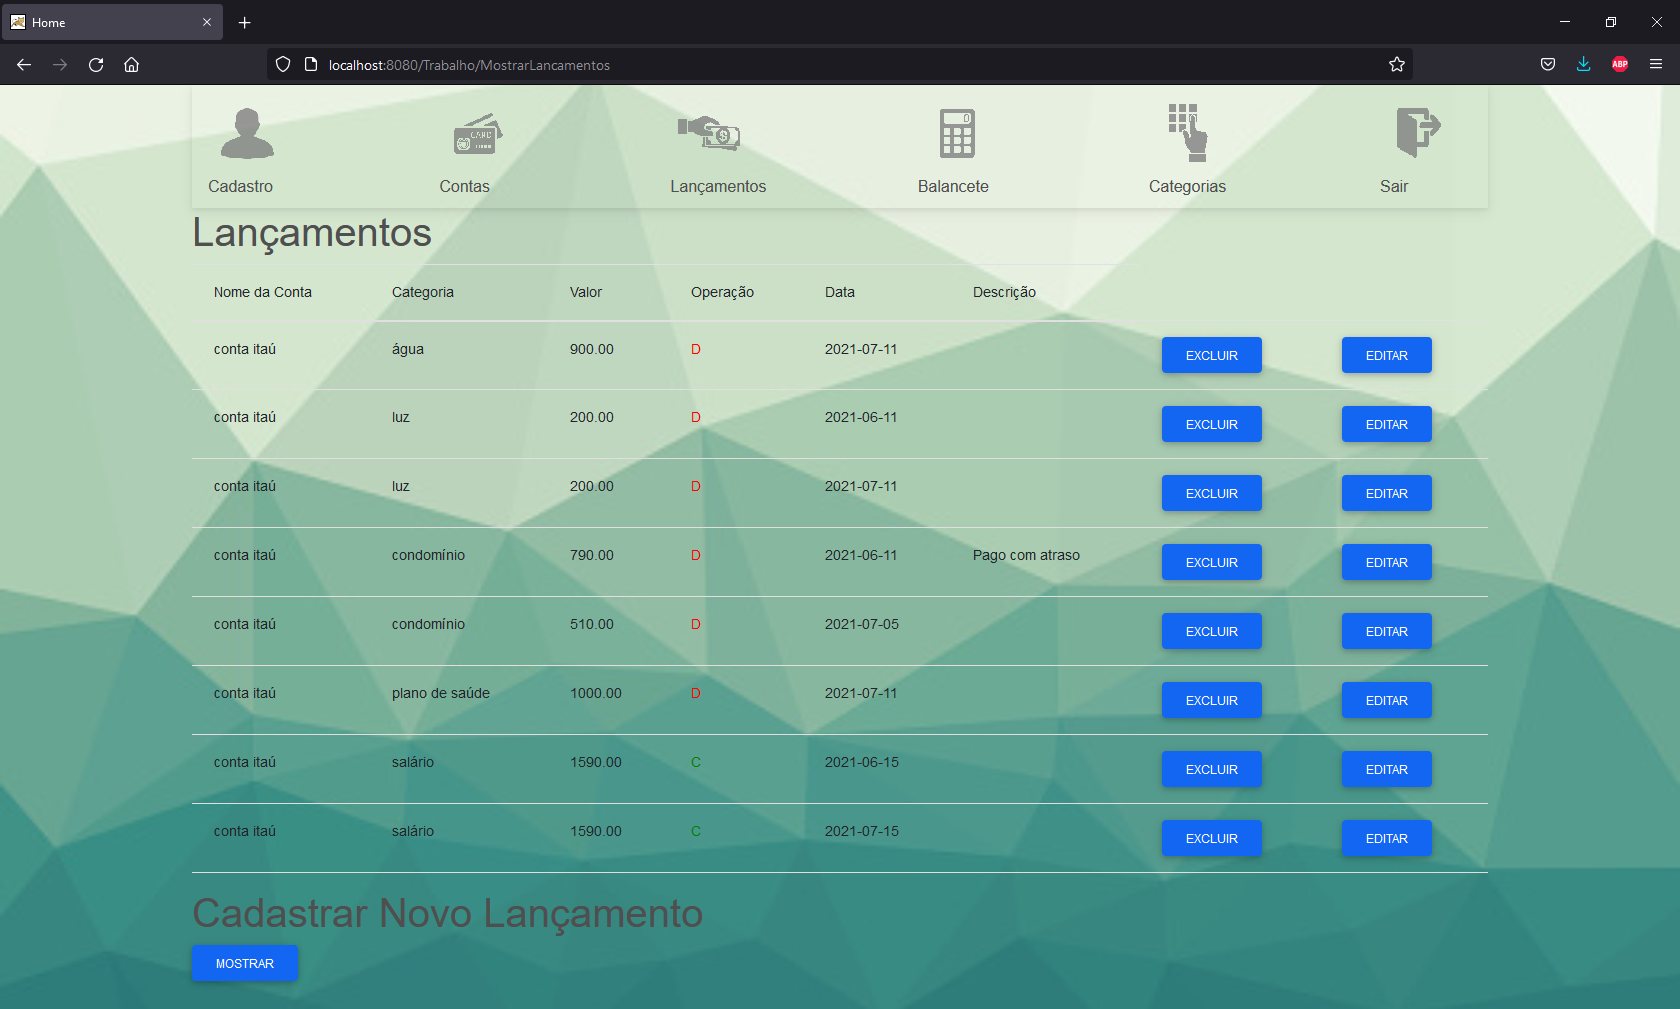 Home
localhost:8080/Trabalho/MostrarLancamentos
ABP
CARD
0
$
Cadastro Contas Lançamentos Balancete Categorias Sair
Lançamentos
Nome da Conta Categoria Valor Operação Data Descrição
conta itaú água 900.00 D 2021-07-11 EXCLUIR EDITAR
conta itaú luz 200.00 D 2021-06-11 EXCLUIR EDITAR
conta itaú luz 200.00 D 2021-07-11 EXCLUIR EDITAR
conta itaú condomínio 790.00 D 2021-06-11 Pago com atraso EXCLUIR EDITAR
conta itaú condomínio 510.00 D 2021-07-05 EXCLUIR EDITAR
conta itaú plano de saúde 1000.00 D 2021-07-11 EXCLUIR EDITAR
conta itaú salário 1590.00 C 2021-06-15 EXCLUIR EDITAR
conta itaú salário 1590.00 C 2021-07-15 EXCLUIR EDITAR
Cadastrar Novo Lançamento
MOSTRAR